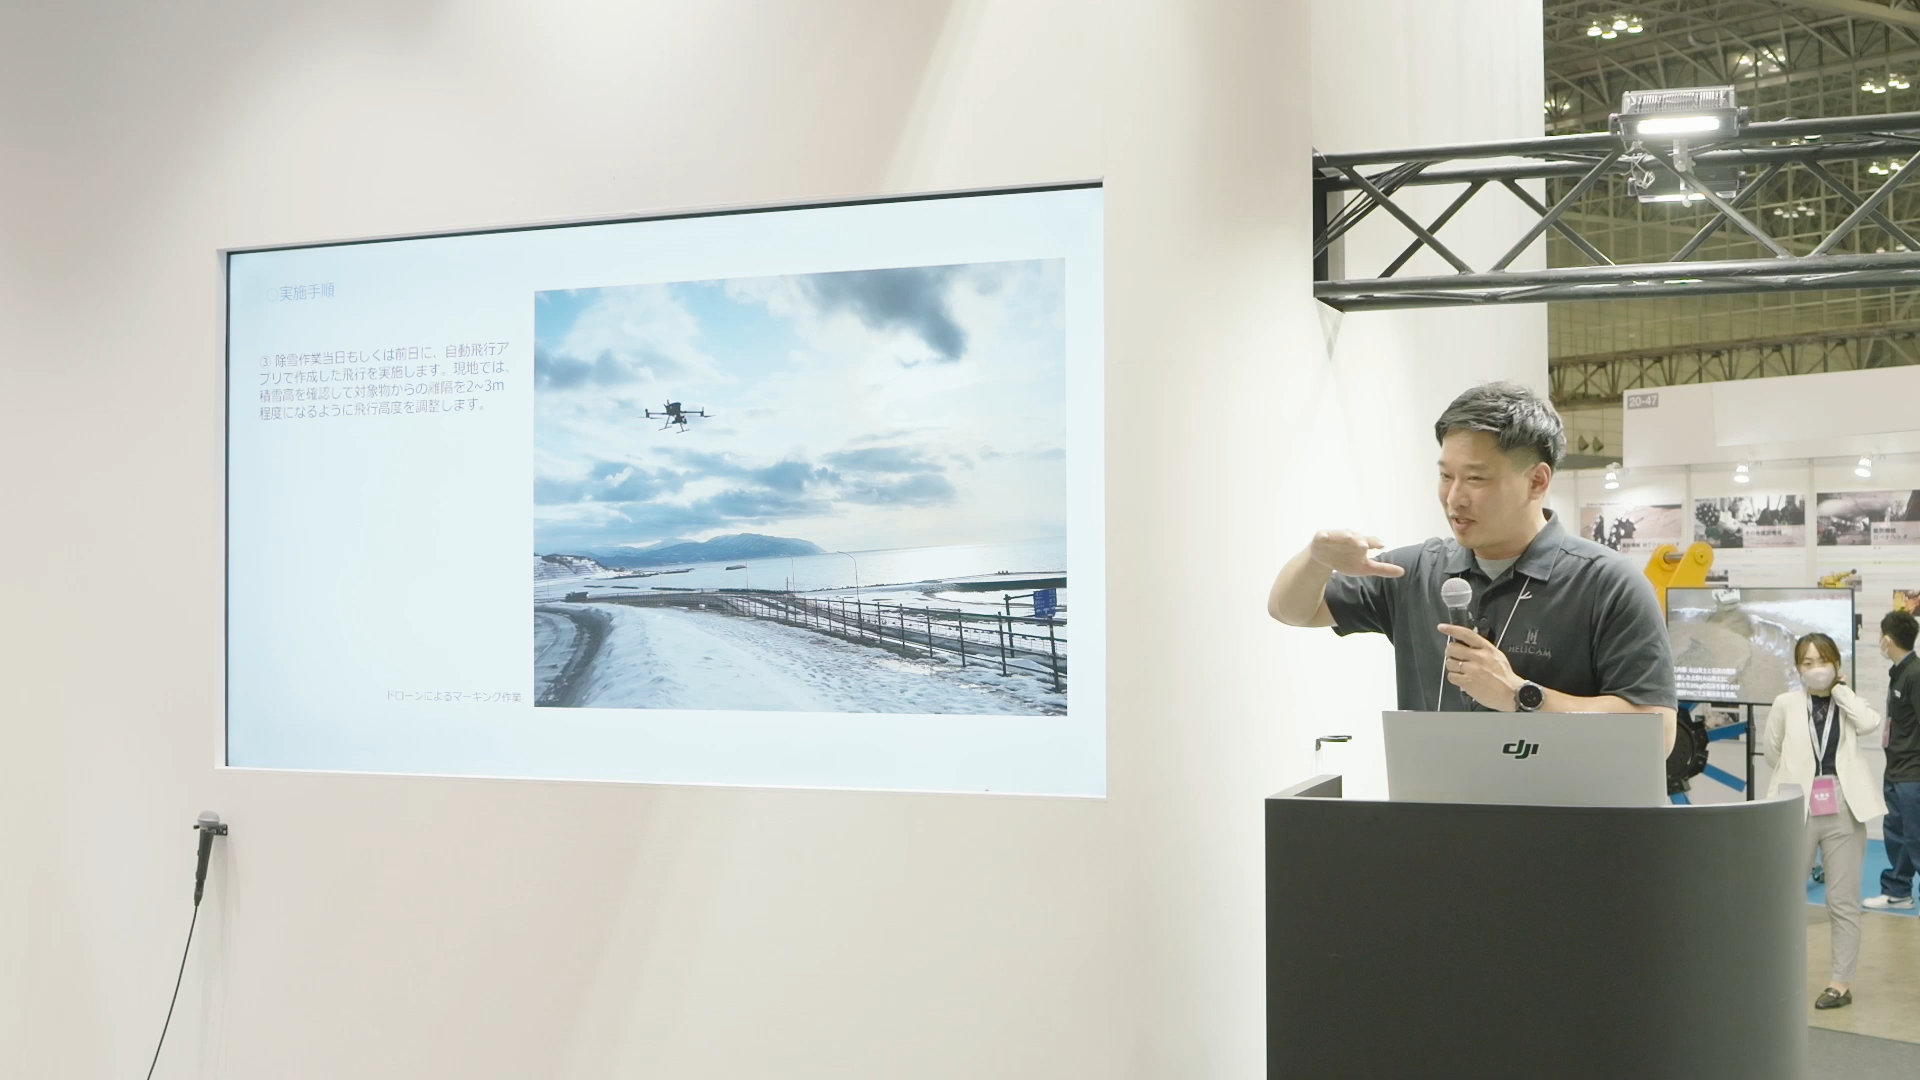 ○実施手順
③ 除雪作業当日もしくは前日に、自動飛行ア
プリで作成した飛行を実施します。現地では、
積雪高を確認して対象物からの離隔を2~3m
程度になるように飛行高度を調整します。
ドローンによるマーキング作業
20-47
HELICAM
dji